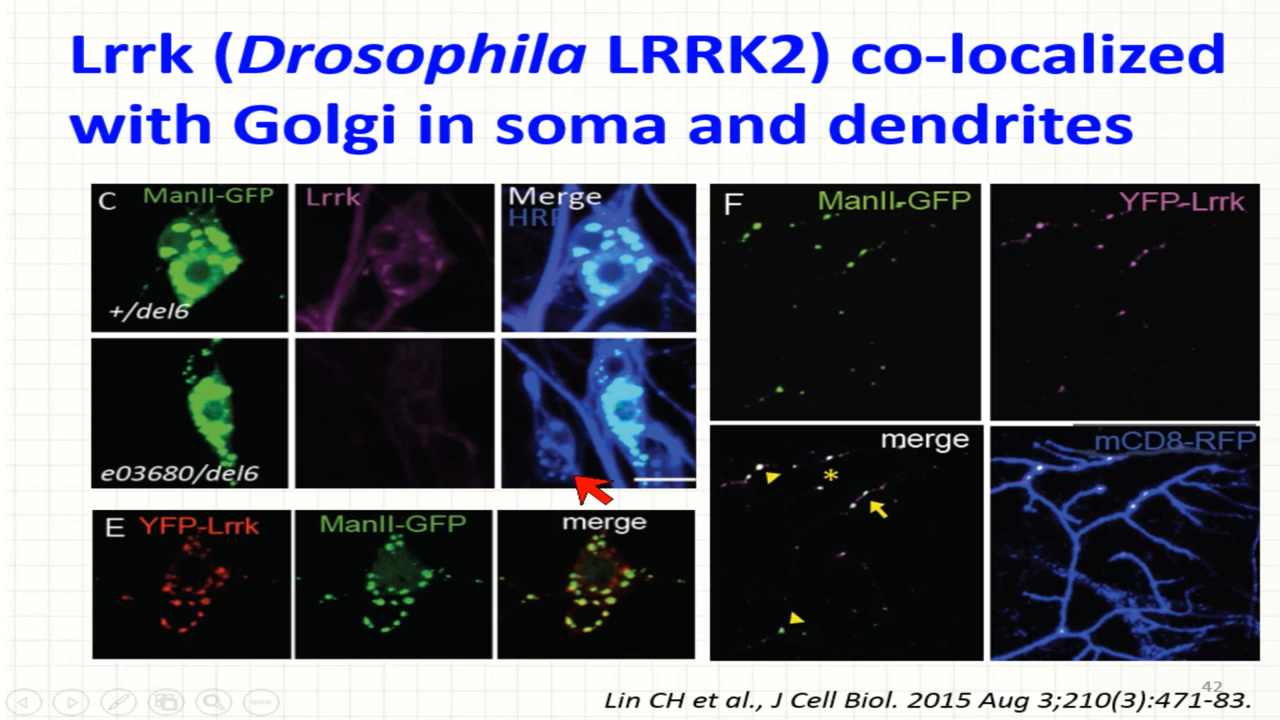 Lrrk (Drosophila LRRK2) co-localized
with Golgi in soma and dendrites
C ManII-GFP
Lrrk
Merge
HRP
+/del6
e03680/del6
E YFP-Lrrk
ManII-GFP
merge
F ManII-GFP
YFP-Lrrk
merge
*
mCD8-RFP
42
Lin CH et al., J Cell Biol. 2015 Aug 3;210(3):471-83.